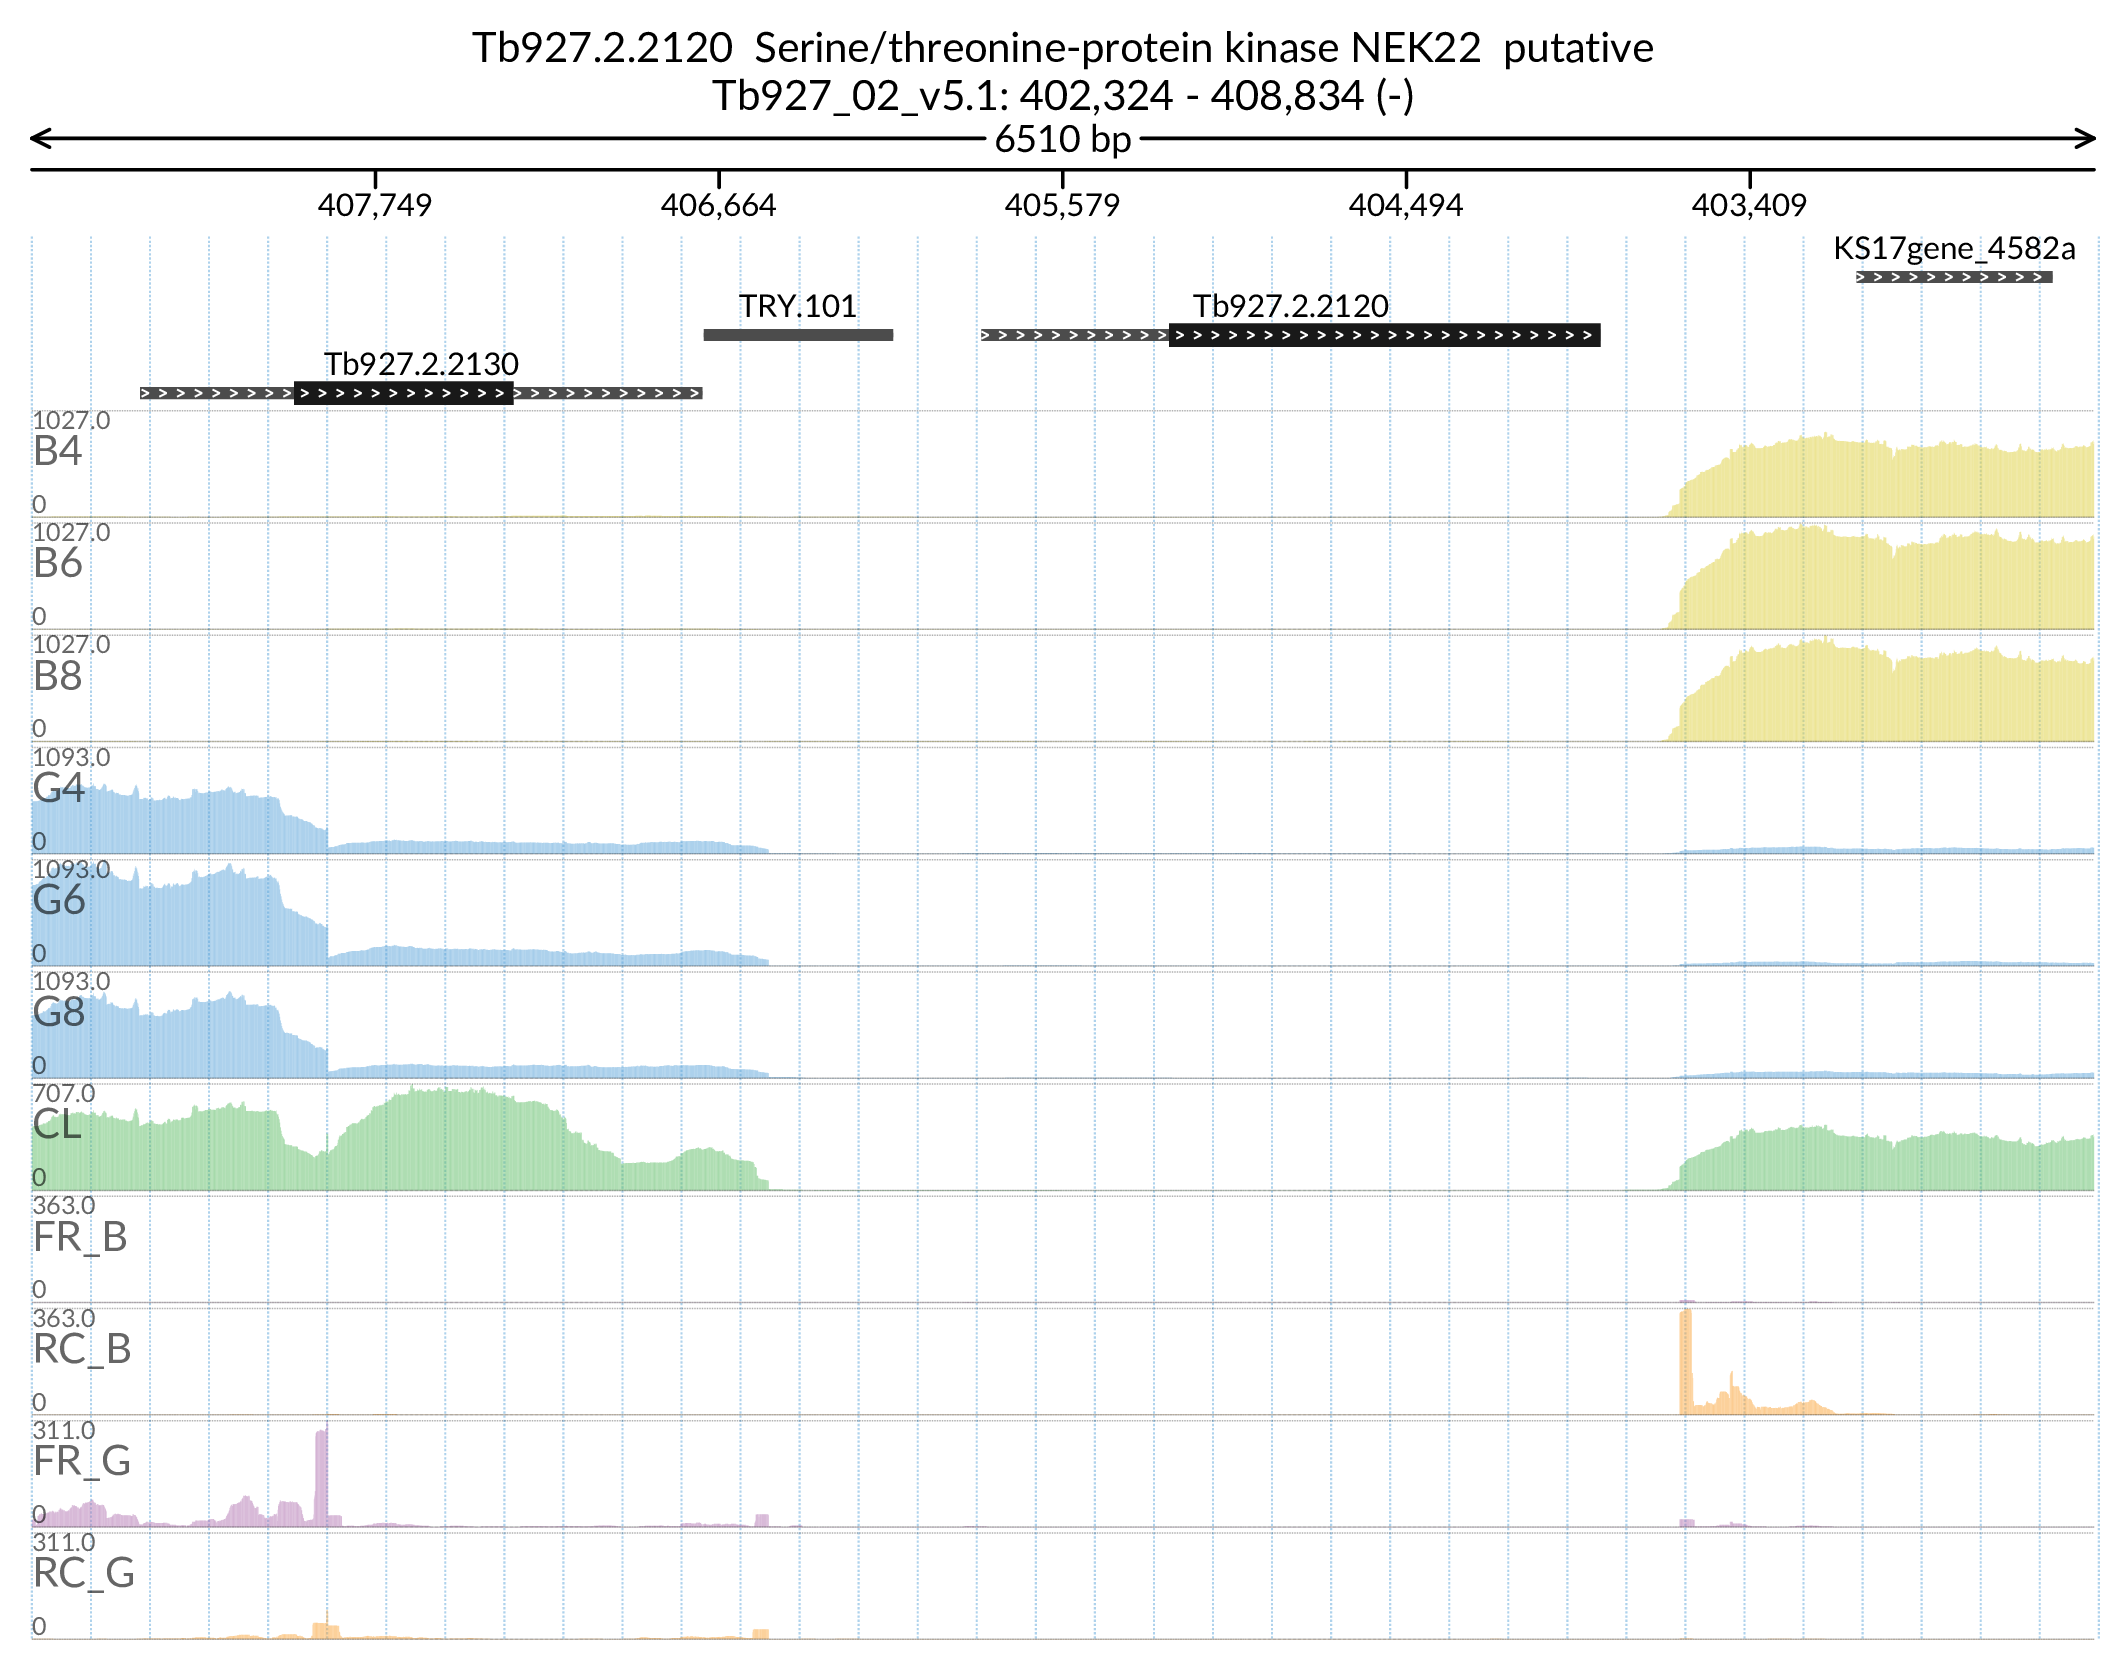 Tb927.2.2120  Serine/threonine-protein kinase NEK22  putative
Tb927_02_v5.1: 402,324 - 408,834 (-)
6510 bp
407,749 406,664 405,579 404,494 403,409
KS17gene_4582a
TRY.101 Tb927.2.2120
Tb927.2.2130
1027.0
B4
0
1027.0
B6
0
1027.0
B8
0
1093.0
G4
0
1093.0
G6
0
1093.0
G8
0
707.0
CL
0
363.0
FR_B
0
363.0
RC_B
0
311.0
FR_G
0
311.0
RC_G
0